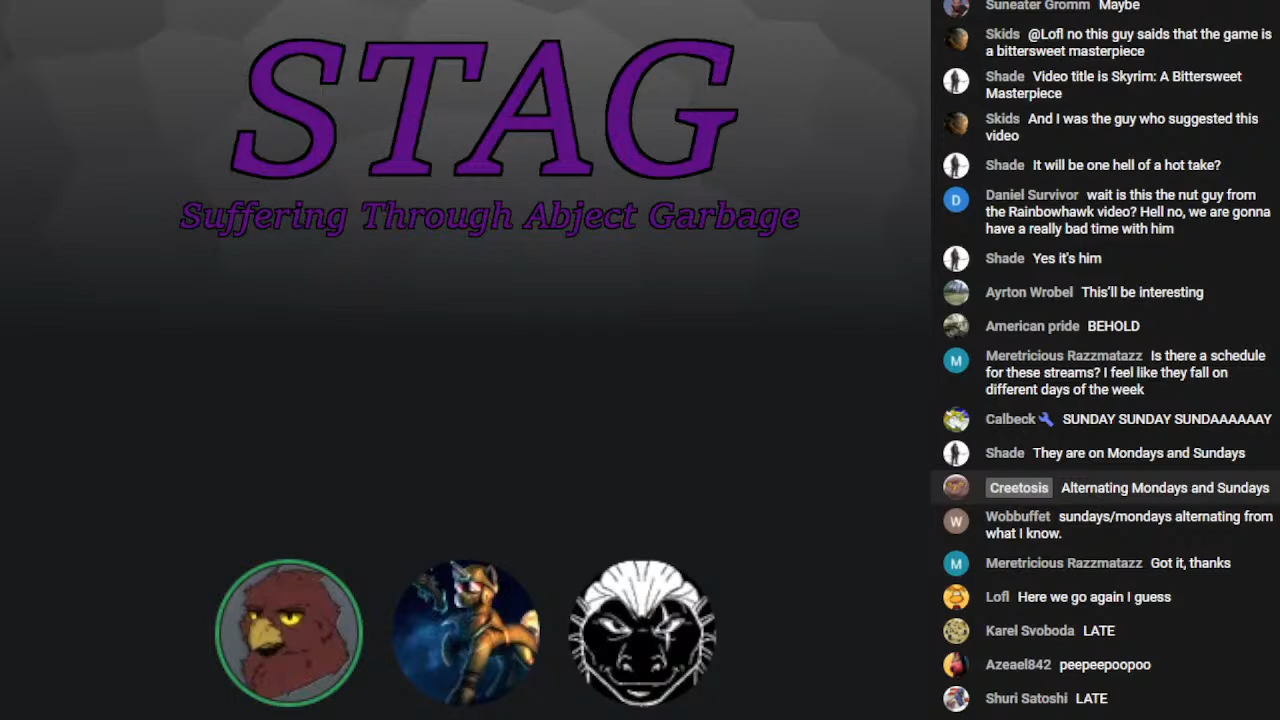 STAG
Suffering Through Abject Garbage
Suneater Gromm Maybe
Skids @Lofl no this guy saids that the game is
a bittersweet masterpiece
Shade Video title is Skyrim: A Bittersweet
Masterpiece
Skids And I was the guy who suggested this
video
Shade It will be one hell of a hot take?
D
Daniel Survivor wait is this the nut guy from
the Rainbowhawk video? Hell no, we are gonna
have a really bad time with him
Shade Yes it's him
Ayrton Wrobel This'll be interesting
American pride BEHOLD
M
Meretricious Razzmatazz Is there a schedule
for these streams? I feel like they fall on
different days of the week
Calbeck SUNDAY SUNDAY SUNDAAAAAAY
Shade They are on Mondays and Sundays
Creetosis Alternating Mondays and Sundays
W
Wobbuffet sundays/mondays alternating from
what I know.
M
Meretricious Razzmatazz Got it, thanks
Lofl Here we go again I guess
Karel Svoboda LATE
Azeael842 peepeepoopoo
Shuri Satoshi LATE